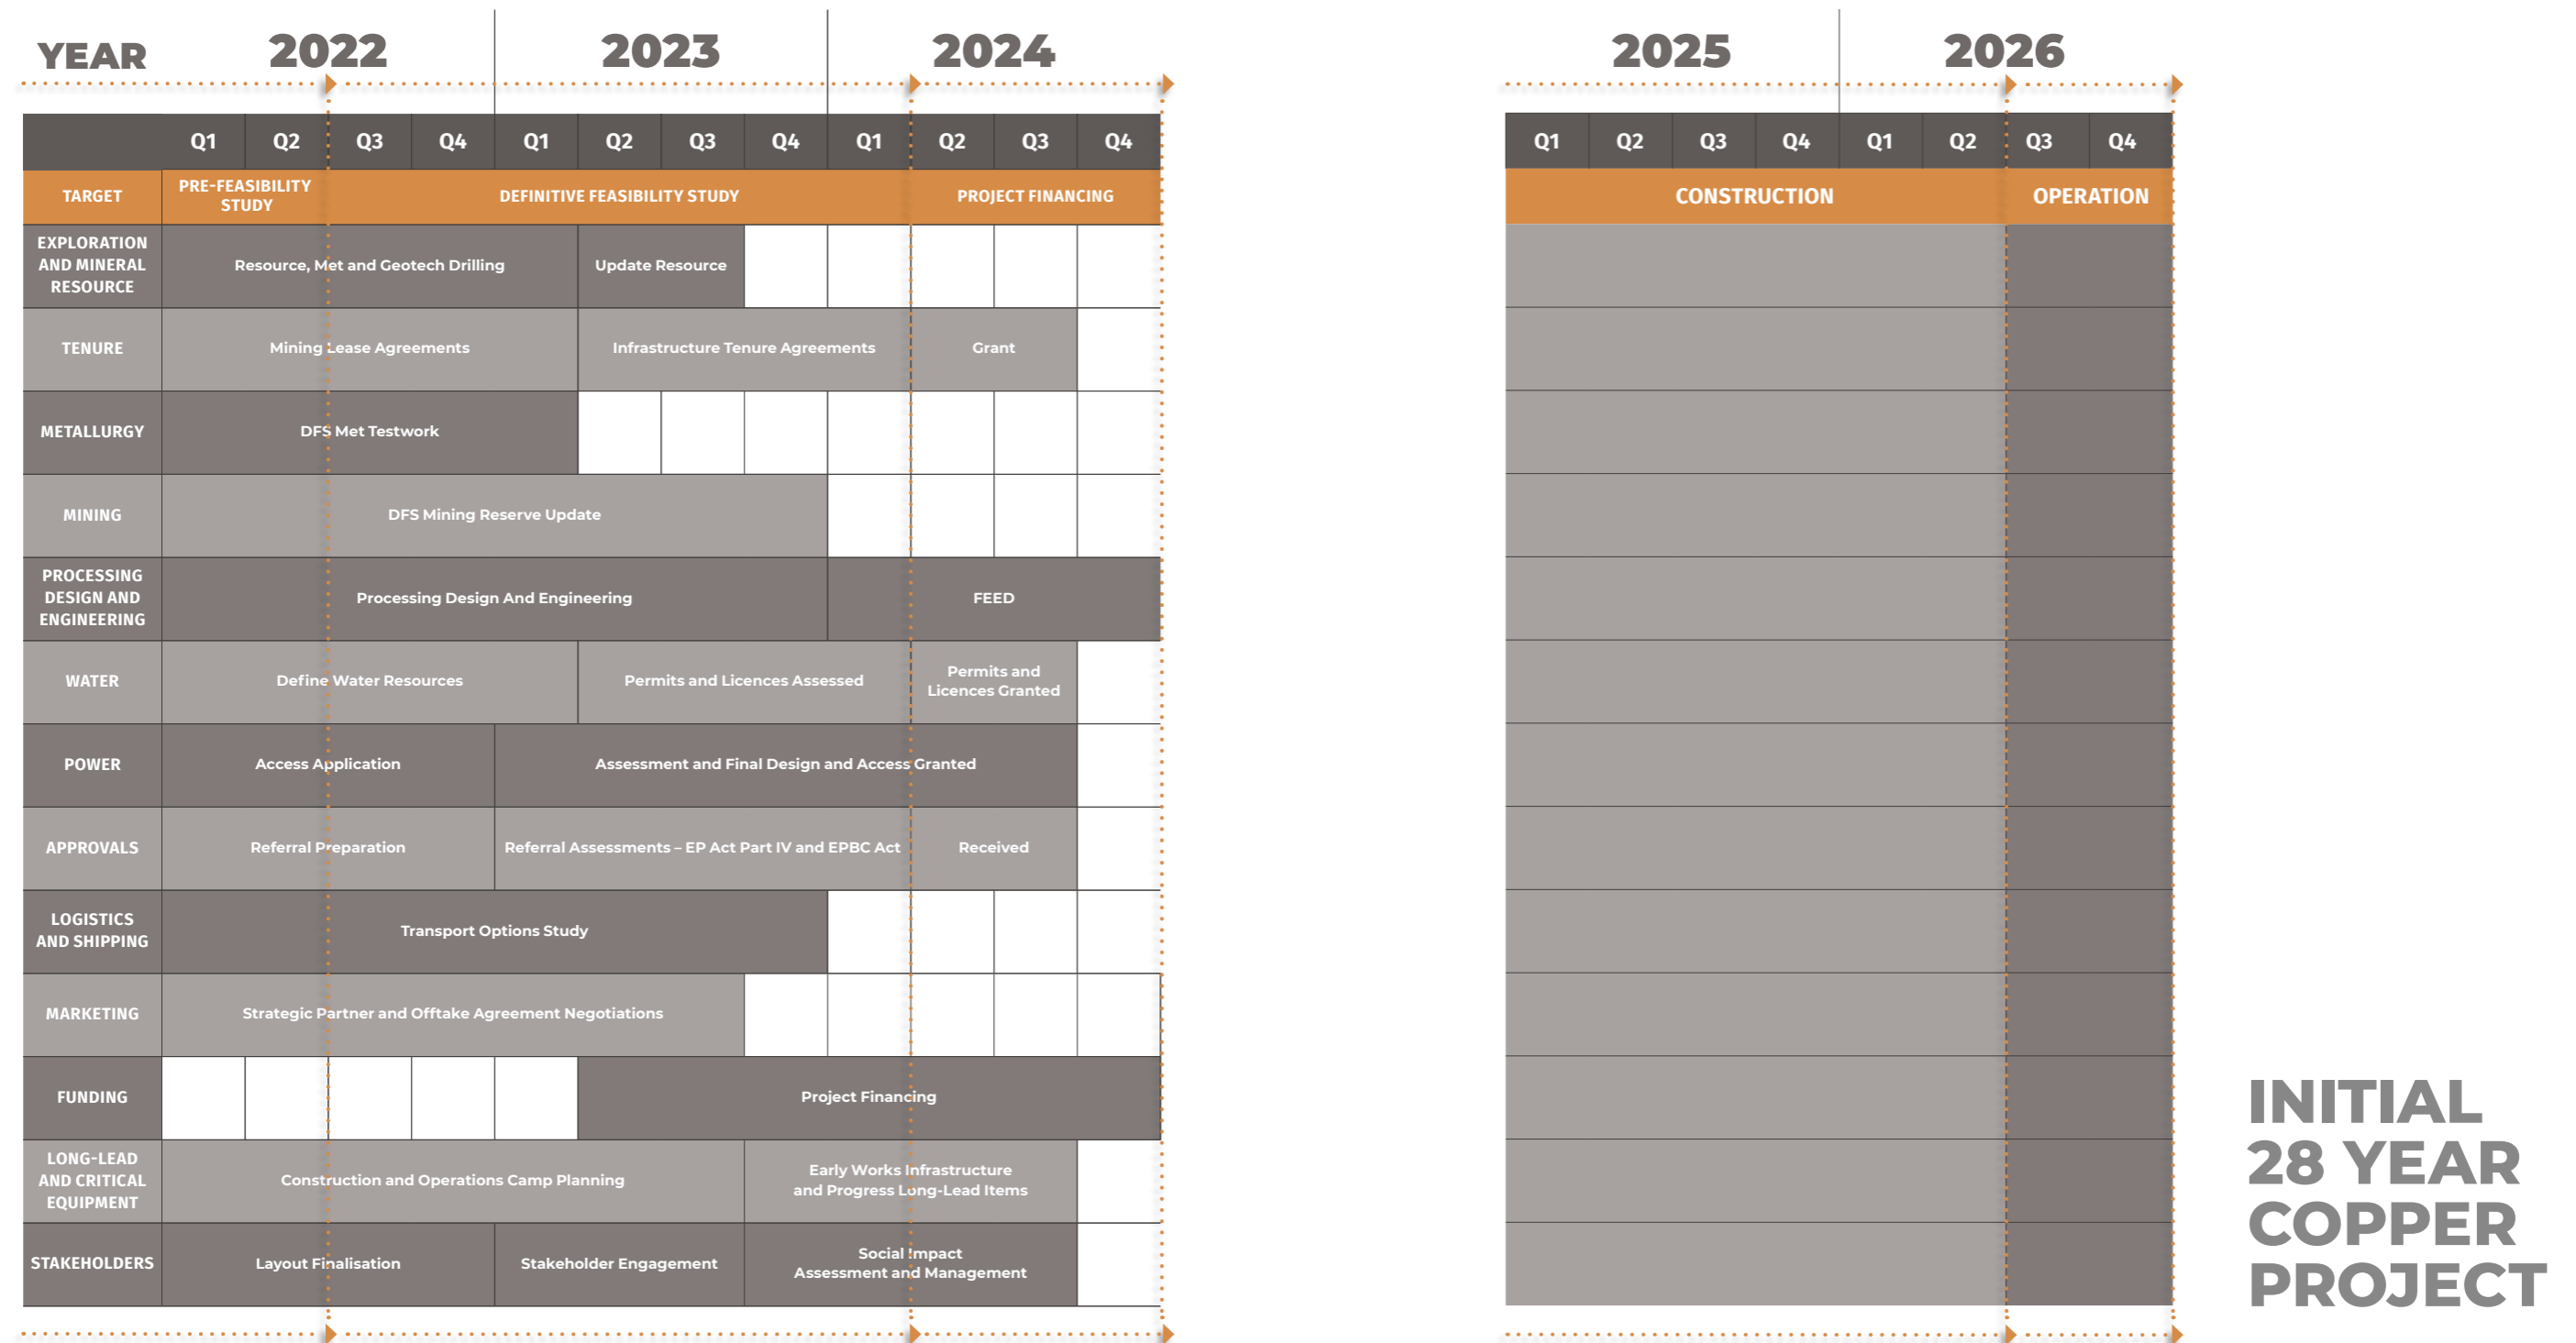 YEAR 2022 2023 2024 2025 2026
Q1 Q2 Q3 Q4 Q1 Q2 Q3 Q4 Q1 Q2 Q3 Q4 Q1 Q2 Q3 Q4 Q1 Q2 Q3 Q4
TARGET
PRE-FEASIBILITY
STUDY
DEFINITIVE FEASIBILITY STUDY
PROJECT FINANCING
CONSTRUCTION
OPERATION
EXPLORATION
AND MINERAL
RESOURCE
Resource, Met and Geotech Drilling
Update Resource
TENURE
Mining Lease Agreements
Infrastructure Tenure Agreements
Grant
METALLURGY
DFS Met Testwork
MINING
DFS Mining Reserve Update
PROCESSING
DESIGN AND
ENGINEERING
Processing Design And Engineering
FEED
WATER
Define Water Resources
Permits and Licences Assessed
Permits and
Licences Granted
POWER
Access Application
Assessment and Final Design and Access Granted
APPROVALS
Referral Preparation
Referral Assessments – EP Act Part IV and EPBC Act
Received
LOGISTICS
AND SHIPPING
Transport Options Study
MARKETING
Strategic Partner and Offtake Agreement Negotiations
FUNDING
Project Financing
LONG-LEAD
AND CRITICAL
EQUIPMENT
Construction and Operations Camp Planning
Early Works Infrastructure
and Progress Long-Lead Items
STAKEHOLDERS
Layout Finalisation
Stakeholder Engagement
Social Impact
Assessment and Management
INITIAL
28 YEAR
COPPER
PROJECT